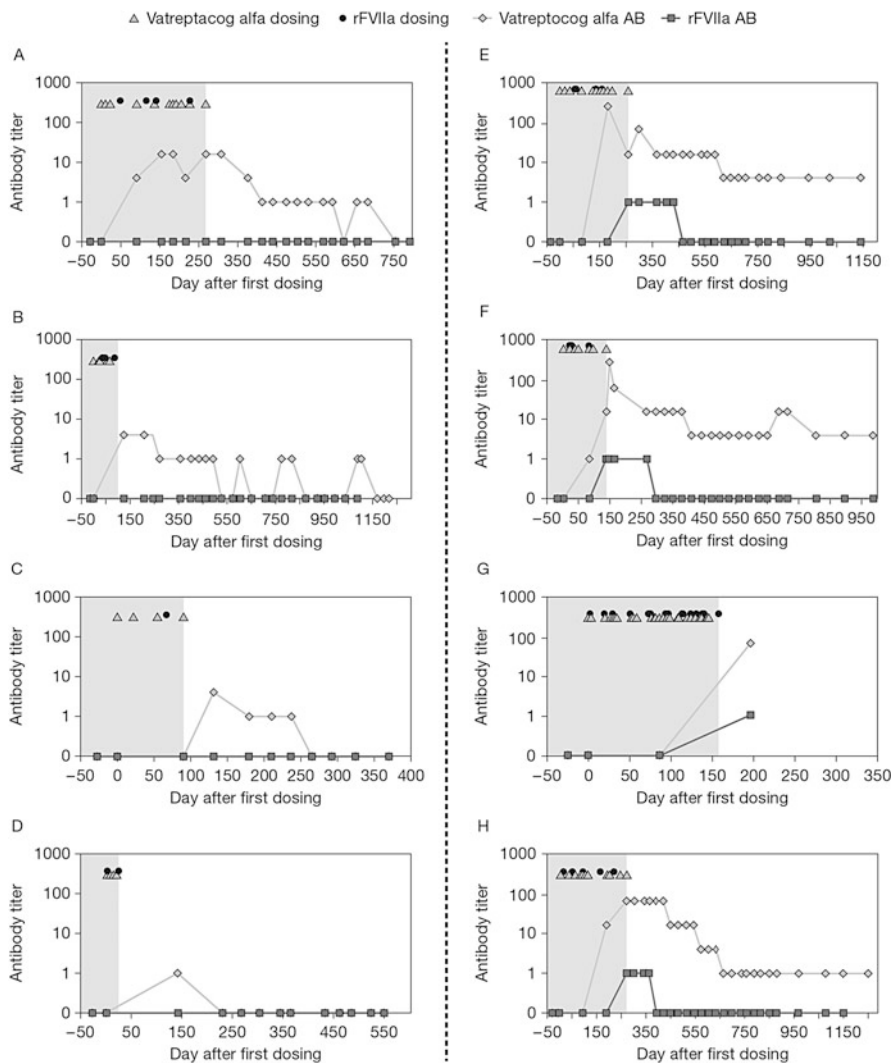 Vatreptacog alfa dosing rFVIIa dosing Vatreptocog alfa AB rFVIIa AB
A
1000
100
10
1
0
Antibody titer
−50 50 150 250 350 450 550 650 750
Day after first dosing
B
1000
100
10
1
0
Antibody titer
−50 150 350 550 750 950 1150
Day after first dosing
C
1000
100
10
1
0
Antibody titer
−50 0 50 100 150 200 250 300 350 400
Day after first dosing
D
1000
100
10
1
0
Antibody titer
−50 50 150 250 350 450 550
Day after first dosing
E
1000
100
10
1
0
Antibody titer
−50 150 350 550 750 950 1150
Day after first dosing
F
1000
100
10
1
0
Antibody titer
−50 50 150 250 350 450 550 650 750 850 950
Day after first dosing
G
1000
100
10
1
0
Antibody titer
−50 0 50 100 150 200 250 300 350
Day after first dosing
H
1000
100
10
1
0
Antibody titer
−50 150 350 550 750 950 1150
Day after first dosing